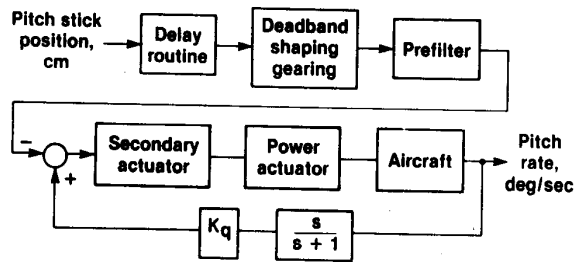 Pitch stick
position,
cm
Delay
routine
Deadband
shaping
gearing
Prefilter
−
+
Secondary
actuator
Power
actuator
Aircraft
Pitch
rate,
deg/sec
Kq
s
s + 1